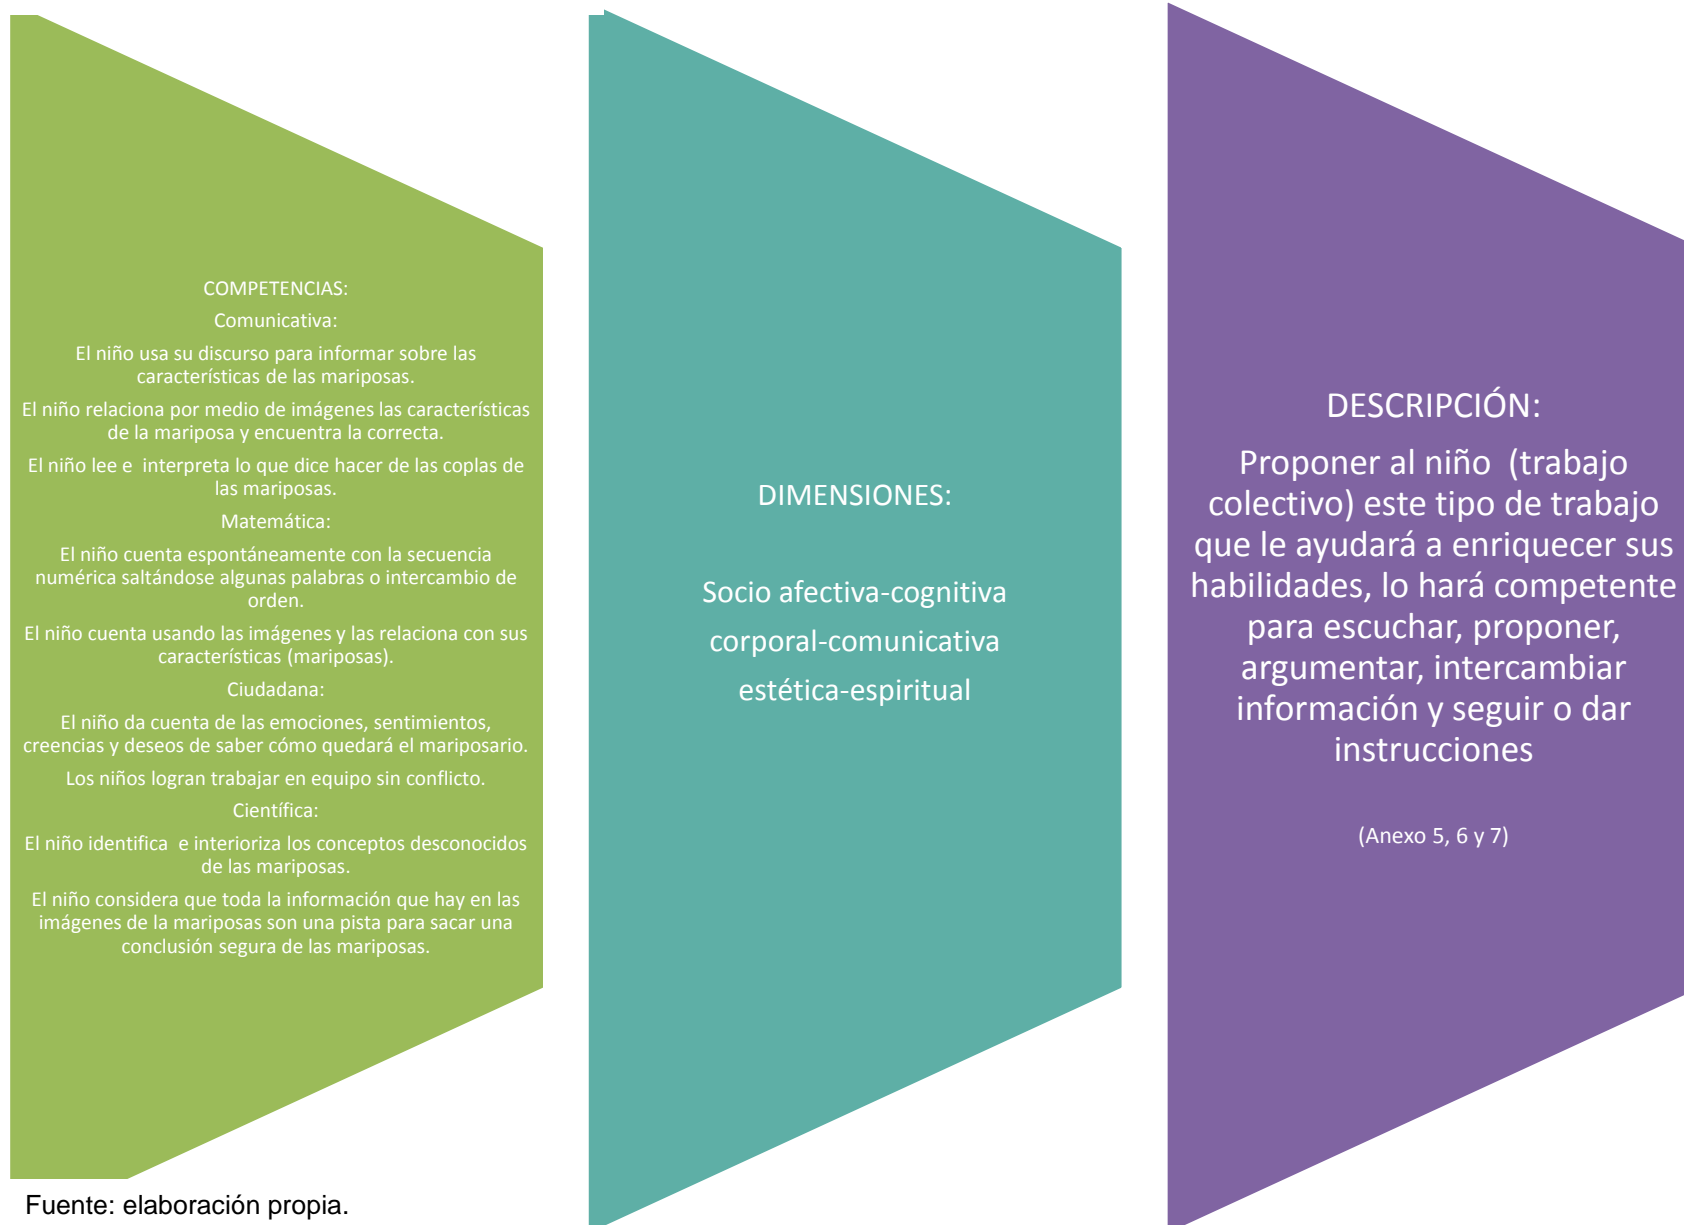 COMPETENCIAS:
Comunicativa:
El niño usa su discurso para informar sobre las
características de las mariposas.
El niño relaciona por medio de imágenes las características
de la mariposa y encuentra la correcta.
El niño lee e  interpreta lo que dice hacer de las coplas de
las mariposas.
Matemática:
El niño cuenta espontáneamente con la secuencia
numérica saltándose algunas palabras o intercambio de
orden.
El niño cuenta usando las imágenes y las relaciona con sus
características (mariposas).
Ciudadana:
El niño da cuenta de las emociones, sentimientos,
creencias y deseos de saber cómo quedará el mariposario.
Los niños logran trabajar en equipo sin conflicto.
Científica:
El niño identifica  e interioriza los conceptos desconocidos
de las mariposas.
El niño considera que toda la información que hay en las
imágenes de la mariposas son una pista para sacar una
conclusión segura de las mariposas.
DIMENSIONES:
Socio afectiva-cognitiva
corporal-comunicativa
estética-espiritual
DESCRIPCIÓN:
Proponer al niño  (trabajo
colectivo) este tipo de trabajo
que le ayudará a enriquecer sus
habilidades, lo hará competente
para escuchar, proponer,
argumentar, intercambiar
información y seguir o dar
instrucciones
(Anexo 5, 6 y 7)
Fuente: elaboración propia.